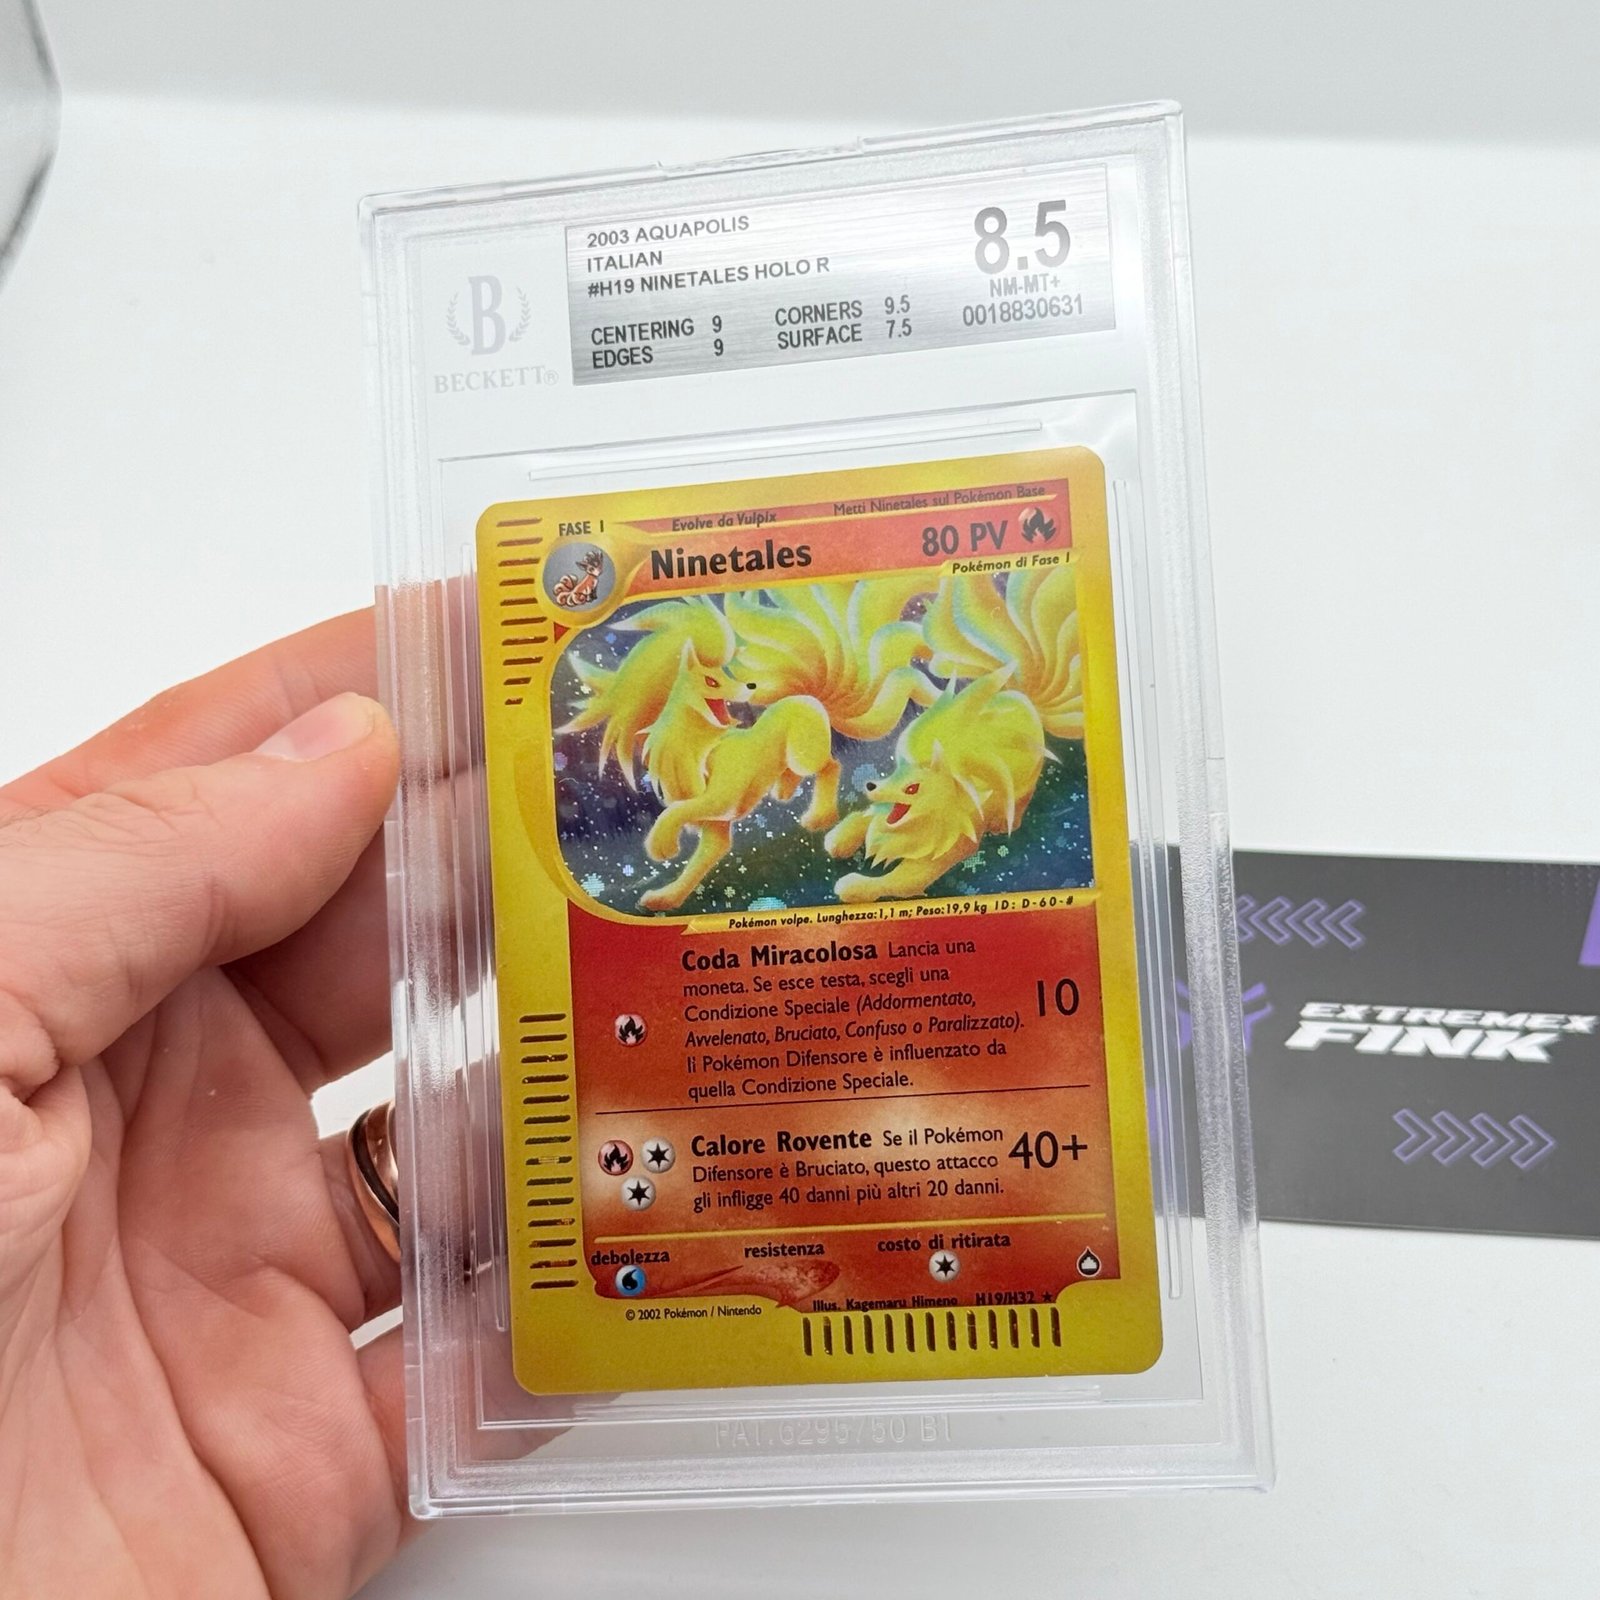 2003 AQUAPOLIS
ITALIAN
#H19 NINETALES HOLO R
8.5
NM-MT+
0018830631
CENTERING 9
CORNERS 9.5
EDGES 9
SURFACE 7.5
B
BECKETT®
FASE 1
Evolve da Vulpix
Metti Ninetales sul Pokémon Base
Ninetales
80 PV
Pokémon di Fase 1
Pokémon volpe. Lunghezza:1,1 m; Peso:19,9 kg ID: D-60-#
Coda Miracolosa Lancia una
moneta. Se esce testa, scegli una
Condizione Speciale (Addormentato,
Avvelenato, Bruciato, Confuso o Paralizzato).
Il Pokémon Difensore è influenzato da
quella Condizione Speciale.
10
Calore Rovente Se il Pokémon
Difensore è Bruciato, questo attacco
gli infligge 40 danni più altri 20 danni.
40+
debolezza
resistenza
costo di ritirata
© 2002 Pokémon / Nintendo
Illus. Kagemaru Himeno H19/H32 ★
PAT.6295750 B1
EXTREMEX
FINK